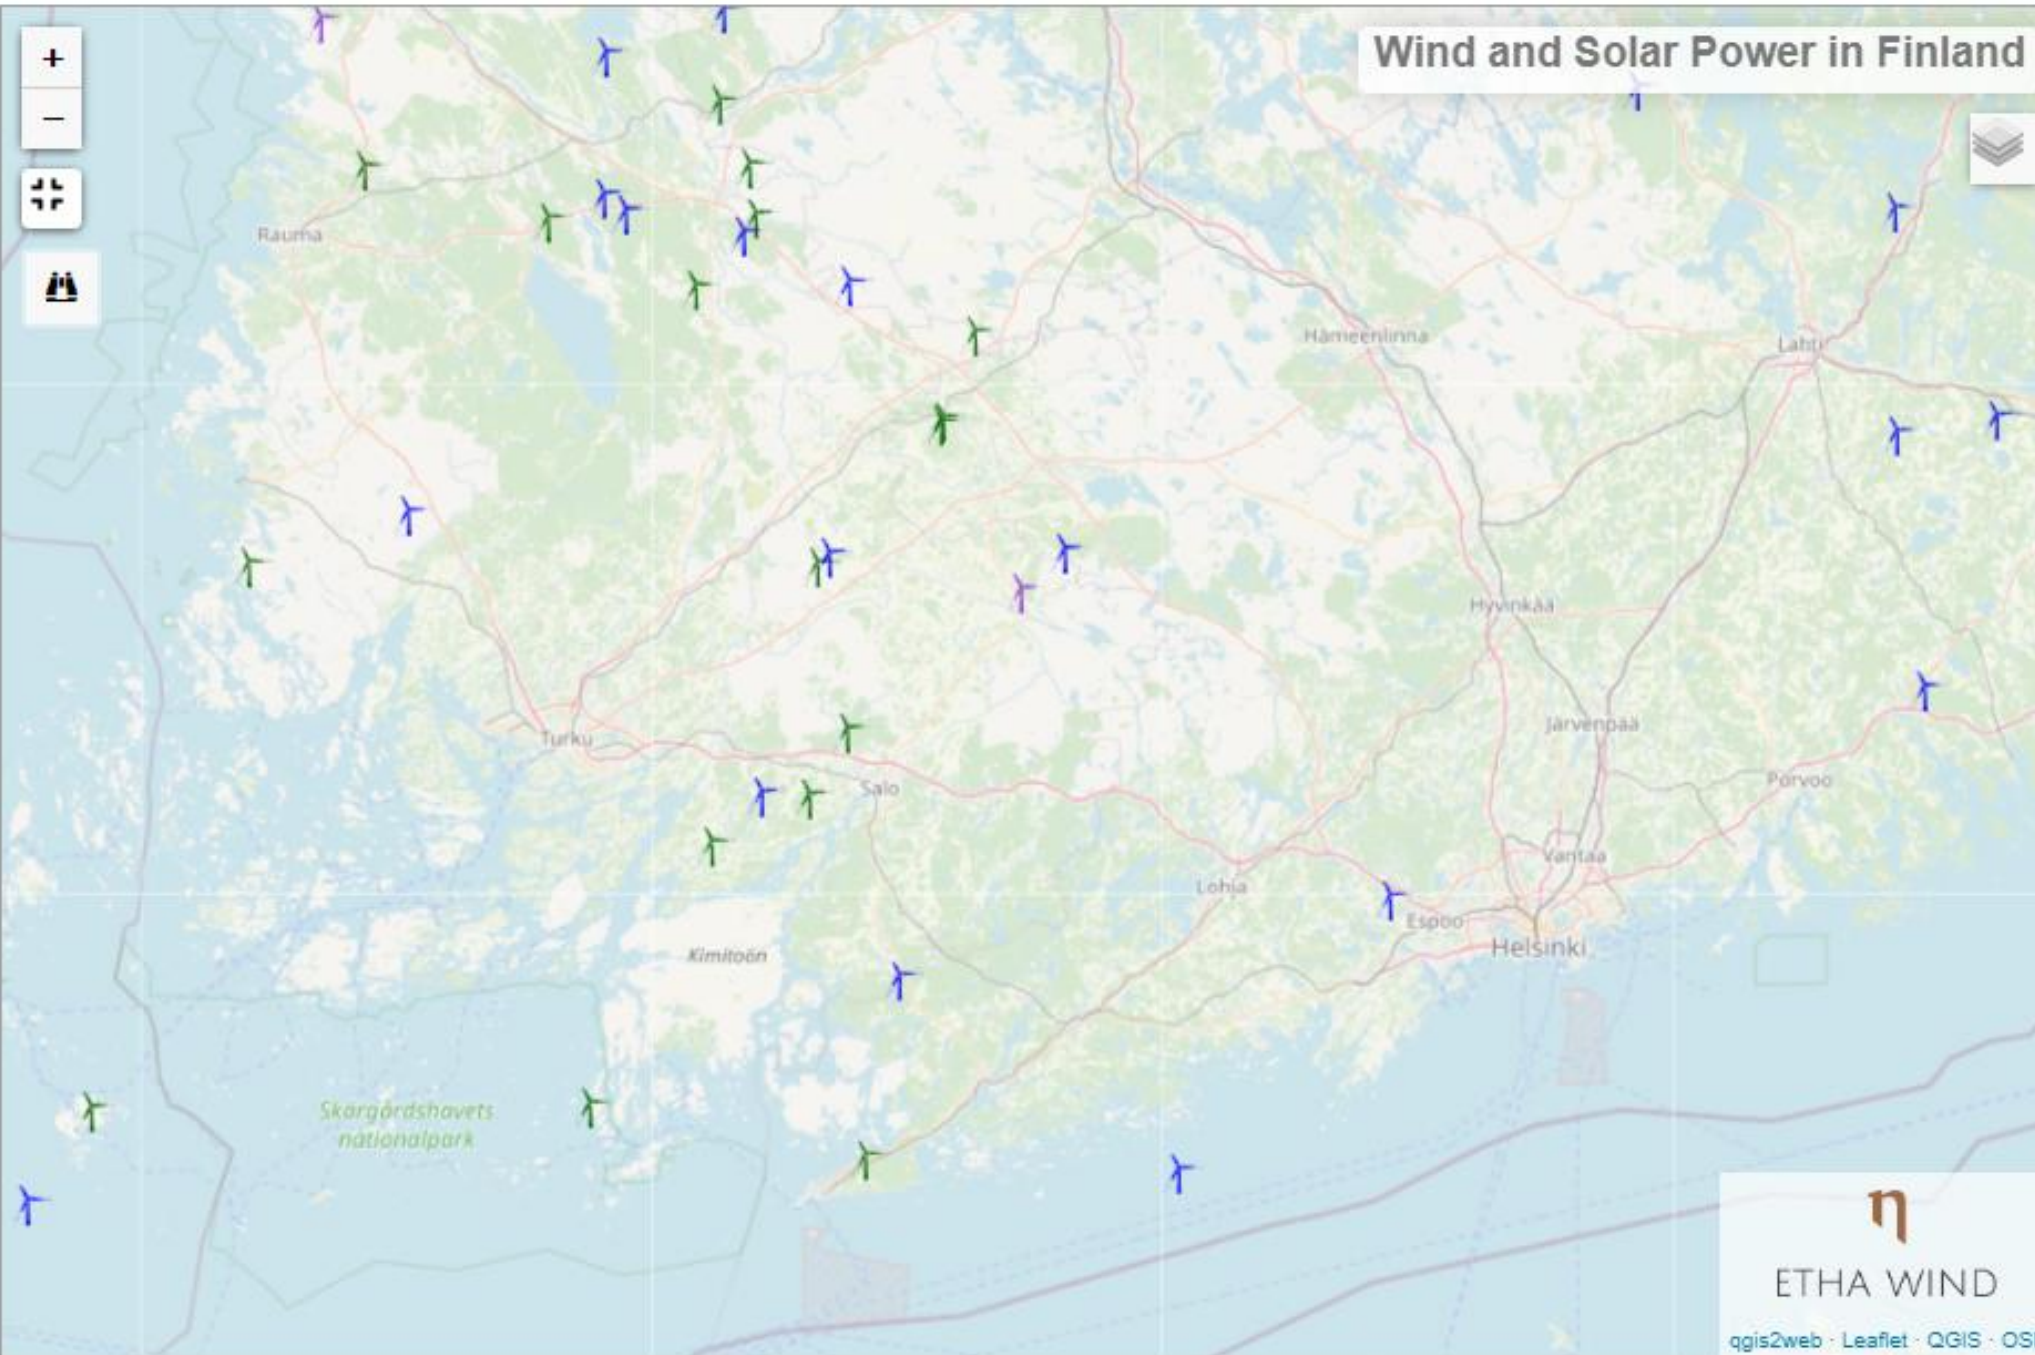 +
Wind and Solar Power in Finland
−
Rauma
Hämeenlinna
Lahti
Hyvinkää
Järvenpää
Turku
Porvoo
Salo
Vantaa
Lohja
Espoo
Helsinki
Kimitoön
Skärgårdshavets
nationalpark
η
ETHA WIND
qgis2web · Leaflet · QGIS ·